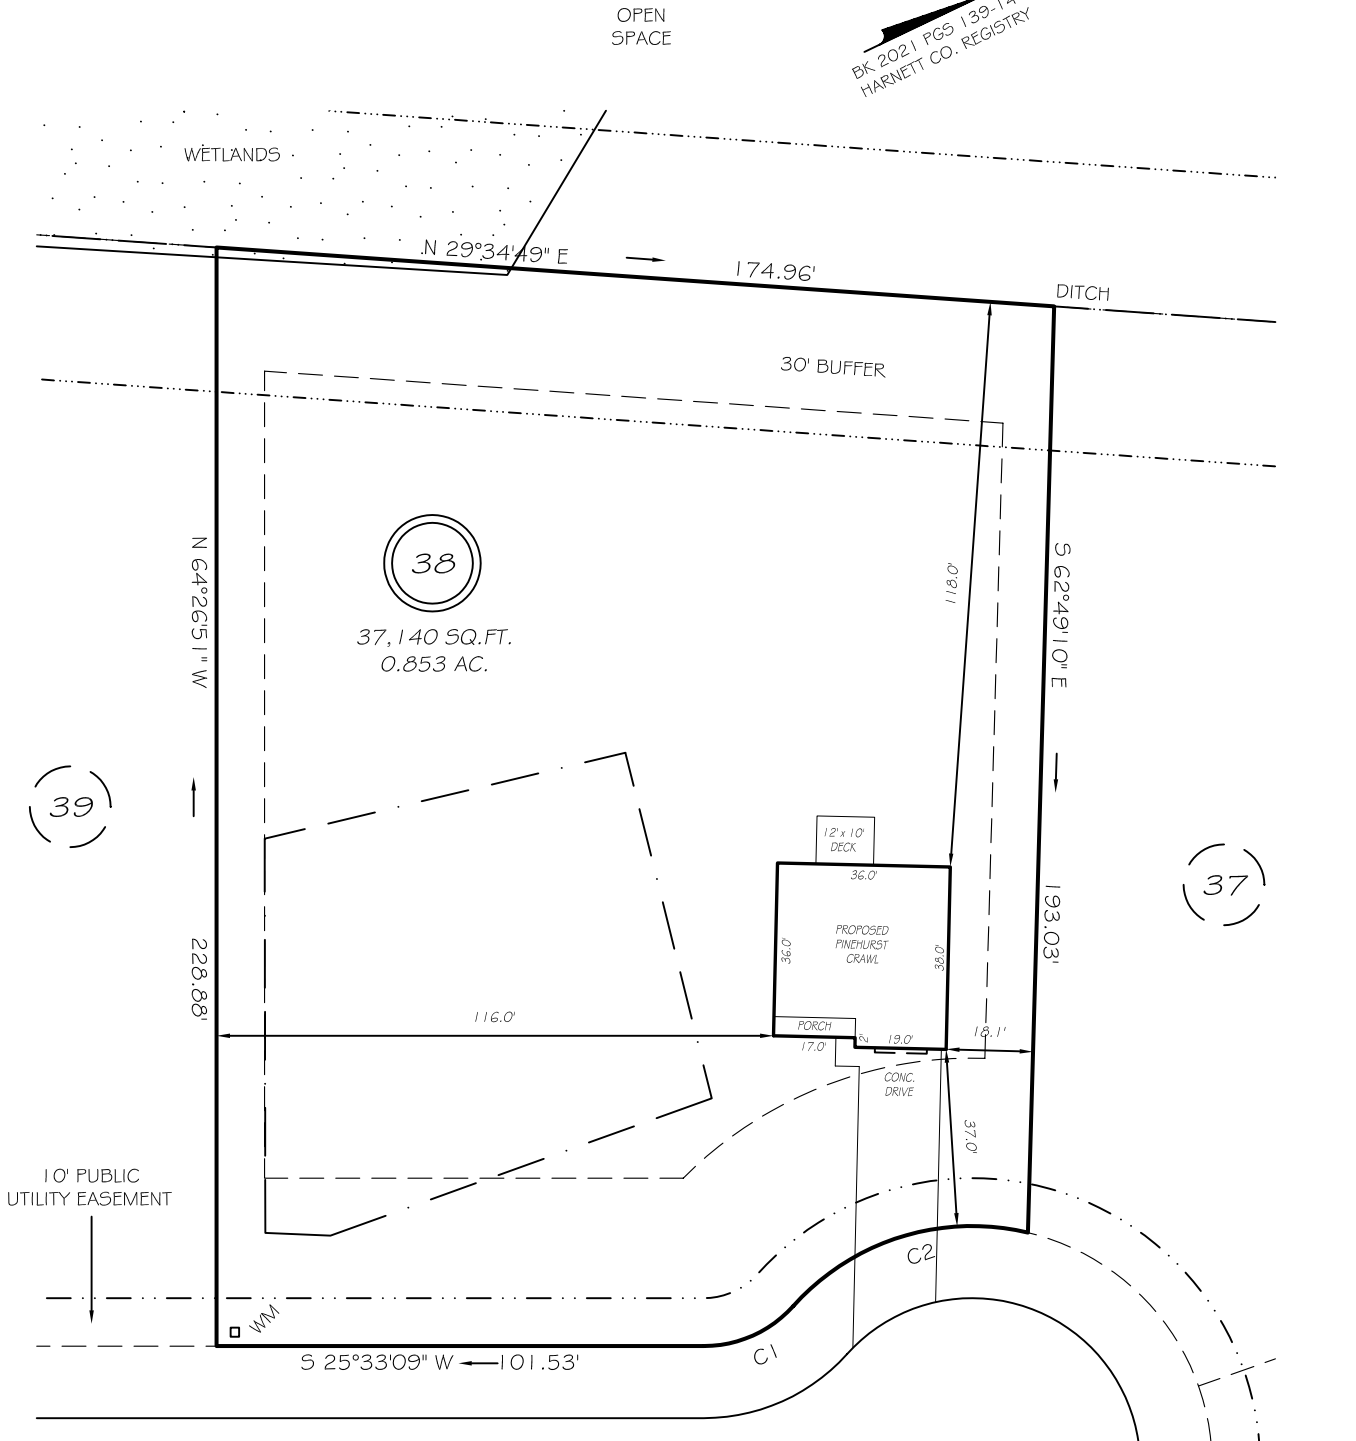 OPEN
SPACE
BK 2021 PGS 139-14
HARNETT CO. REGISTRY
WETLANDS
N 29°34'49" E
174.96'
DITCH
30' BUFFER
38
37,140 SQ.FT.
0.853 AC.
N 64°26'51" W
228.88'
S 62°49'10" E
193.03'
118.0'
39
37
12' x 10'
DECK
36.0'
36.0'
PROPOSED
PINEHURST
CRAWL
38.0'
PORCH
17.0'
2'
19.0'
116.0'
18.1'
CONC.
DRIVE
37.0'
10' PUBLIC
UTILITY EASEMENT
WM
C2
C1
S 25°33'09" W
101.53'